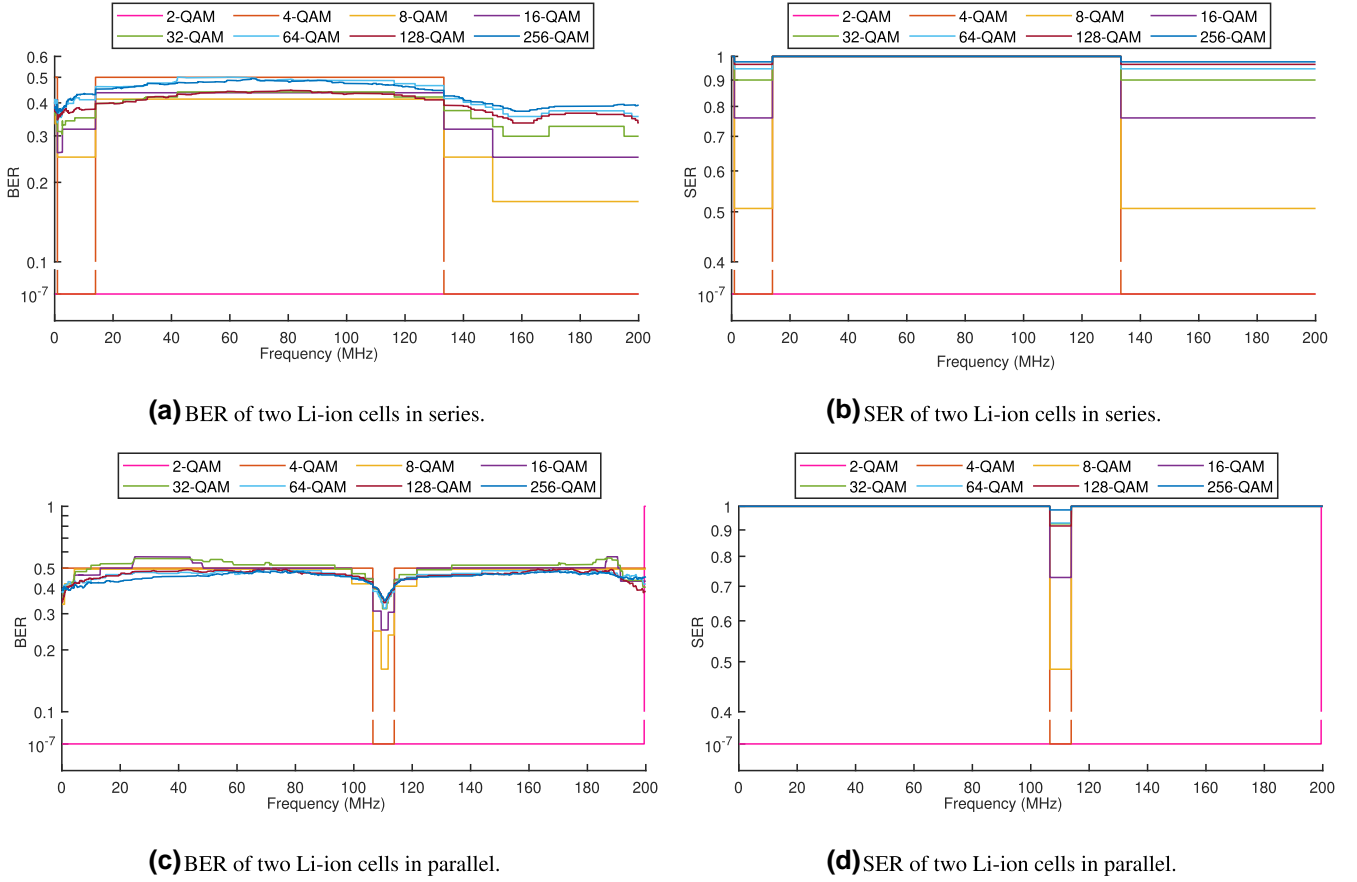 2-QAM 4-QAM 8-QAM 16-QAM
32-QAM 64-QAM 128-QAM 256-QAM
0.6
0.5
0.4
0.3
0.2
0.1
10-7
BER
0 20 40 60 80 100 120 140 160 180 200
Frequency (MHz)
(a) BER of two Li-ion cells in series.
2-QAM 4-QAM 8-QAM 16-QAM
32-QAM 64-QAM 128-QAM 256-QAM
1
0.9
0.8
0.7
0.6
0.5
0.4
10-7
SER
0 20 40 60 80 100 120 140 160 180 200
Frequency (MHz)
(b) SER of two Li-ion cells in series.
2-QAM 4-QAM 8-QAM 16-QAM
32-QAM 64-QAM 128-QAM 256-QAM
1
0.5
0.4
0.3
0.2
0.1
10-7
BER
0 20 40 60 80 100 120 140 160 180 200
Frequency (MHz)
(c) BER of two Li-ion cells in parallel.
2-QAM 4-QAM 8-QAM 16-QAM
32-QAM 64-QAM 128-QAM 256-QAM
1
0.9
0.8
0.7
0.6
0.5
0.4
10-7
SER
0 20 40 60 80 100 120 140 160 180 200
Frequency (MHz)
(d) SER of two Li-ion cells in parallel.